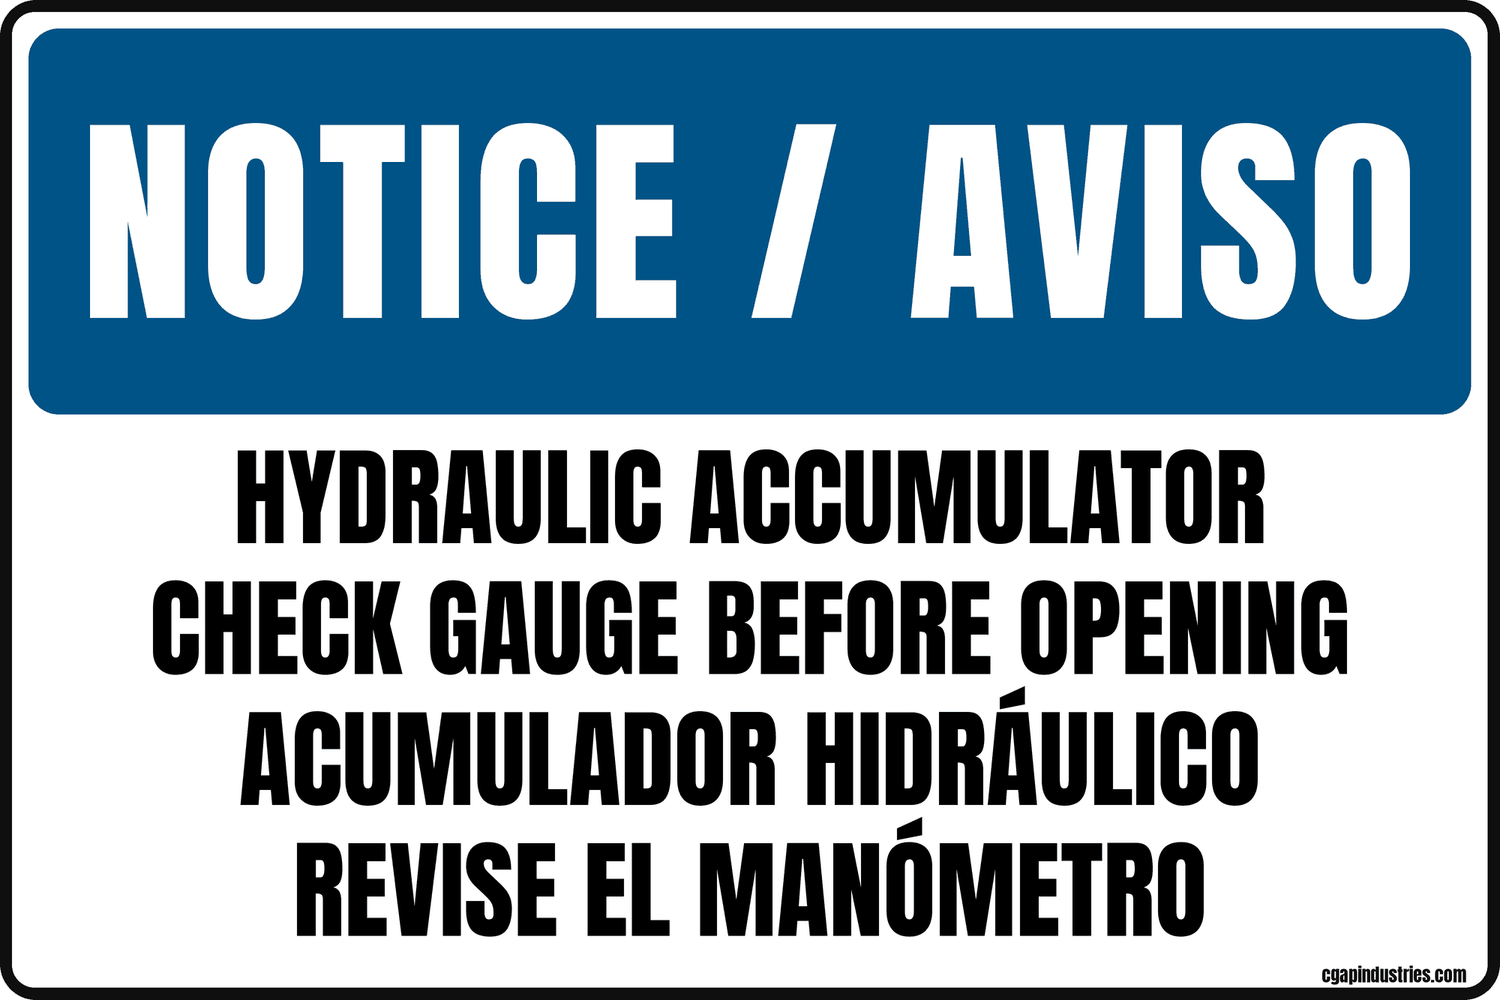 NOTICE / AVISO
HYDRAULIC ACCUMULATOR
CHECK GAUGE BEFORE OPENING
ACUMULADOR HIDRÁULICO
REVISE EL MANÓMETRO
cgapindustries.com